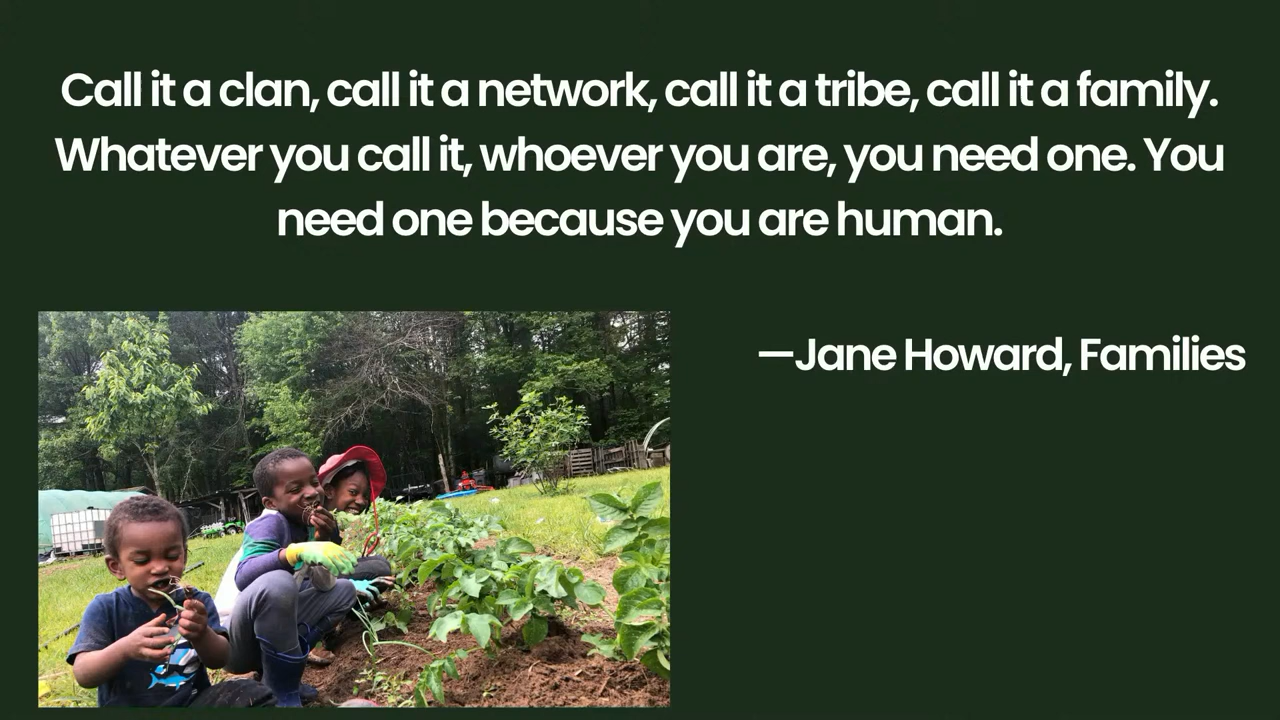 Call it a clan, call it a network, call it a tribe, call it a family.
Whatever you call it, whoever you are, you need one. You
need one because you are human.
—Jane Howard, Families